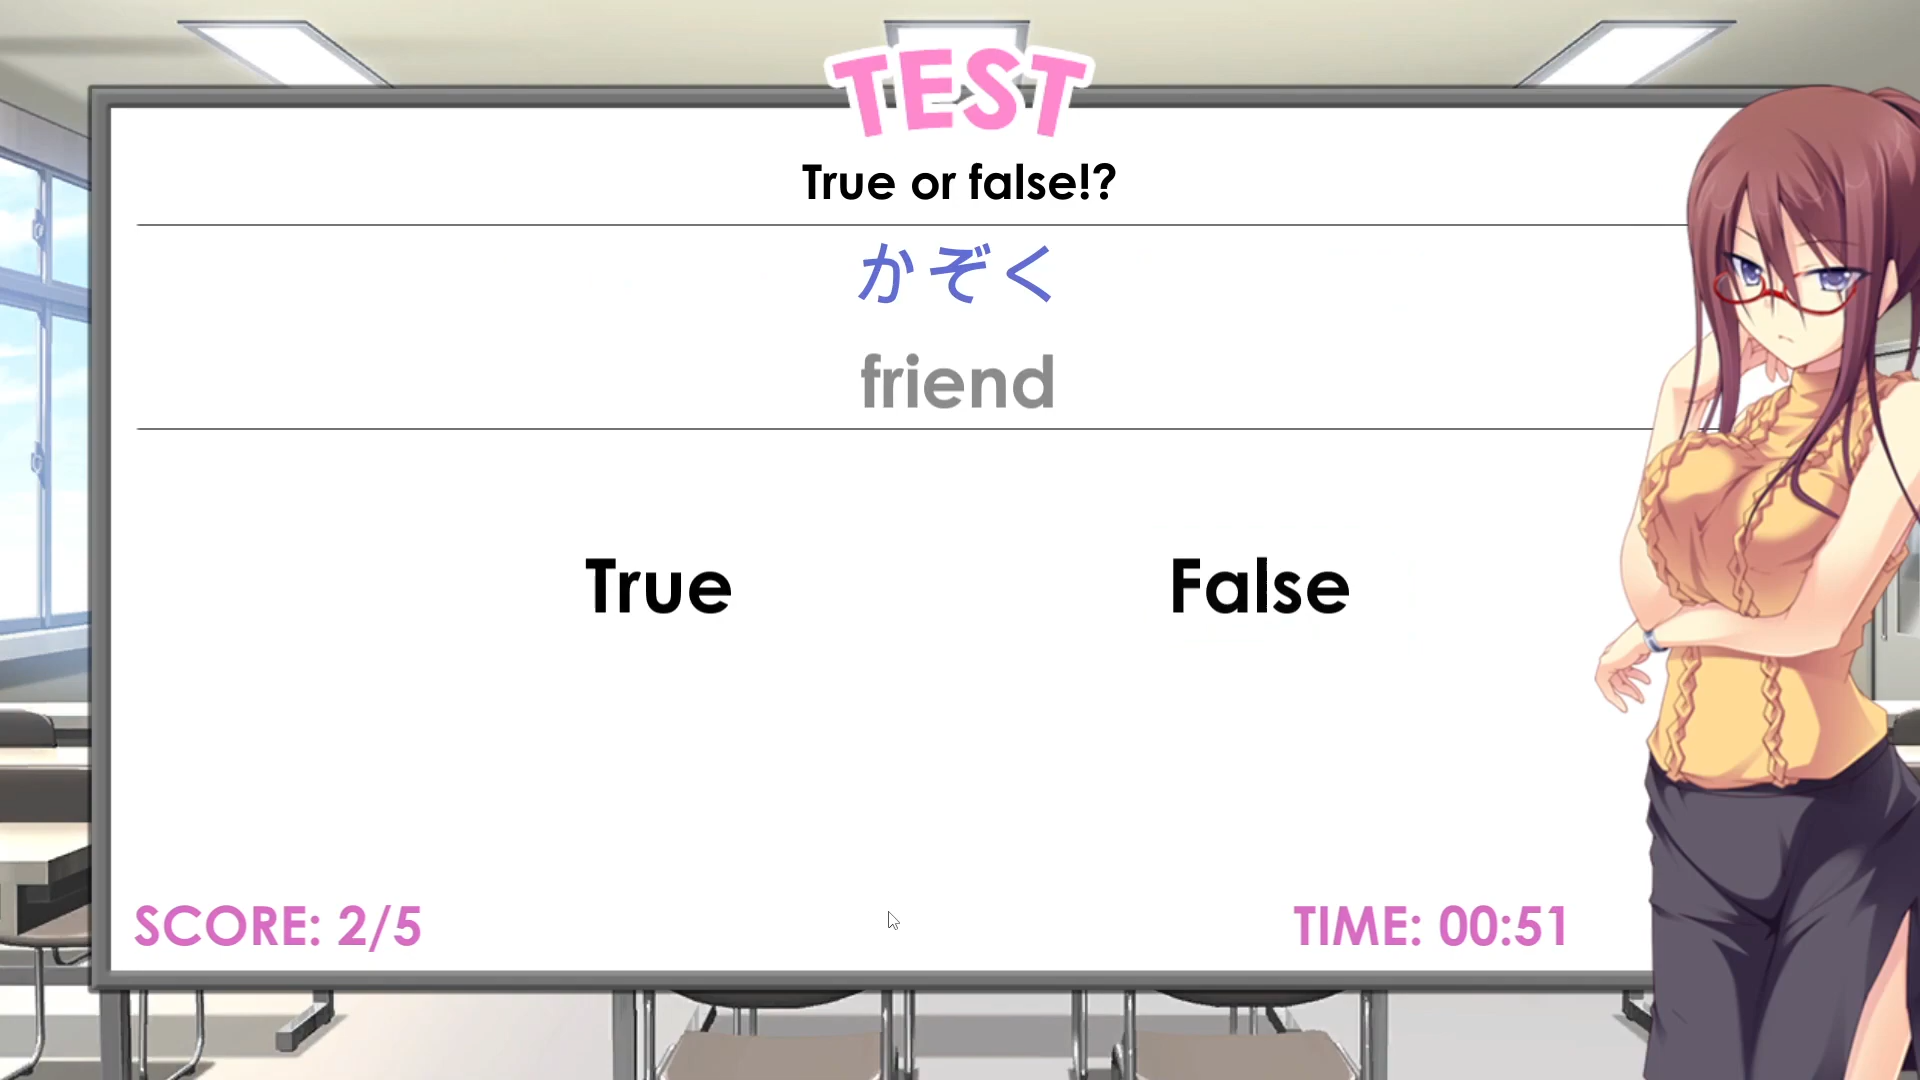 TEST
True or false!?
かぞく
friend
True
False
SCORE: 2/5
TIME: 00:51